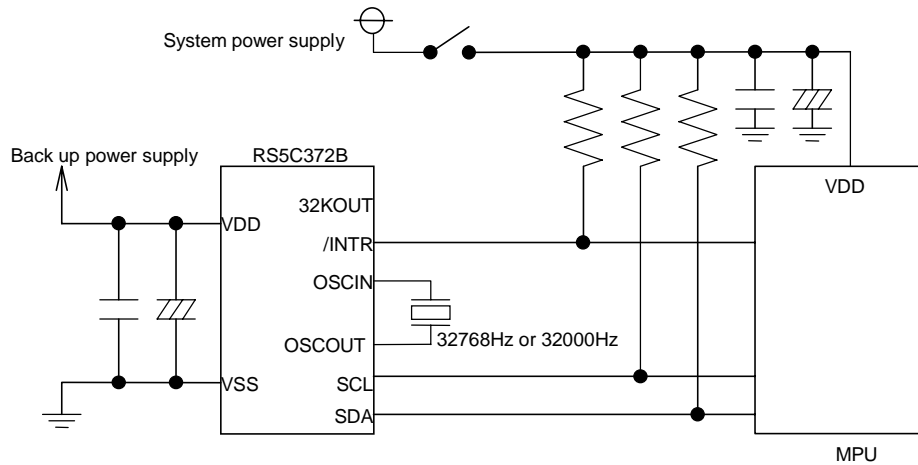 System power supply
Back up power supply
RS5C372B
VDD
32KOUT
VDD
/INTR
OSCIN
OSCOUT
32768Hz or 32000Hz
VSS
SCL
SDA
MPU